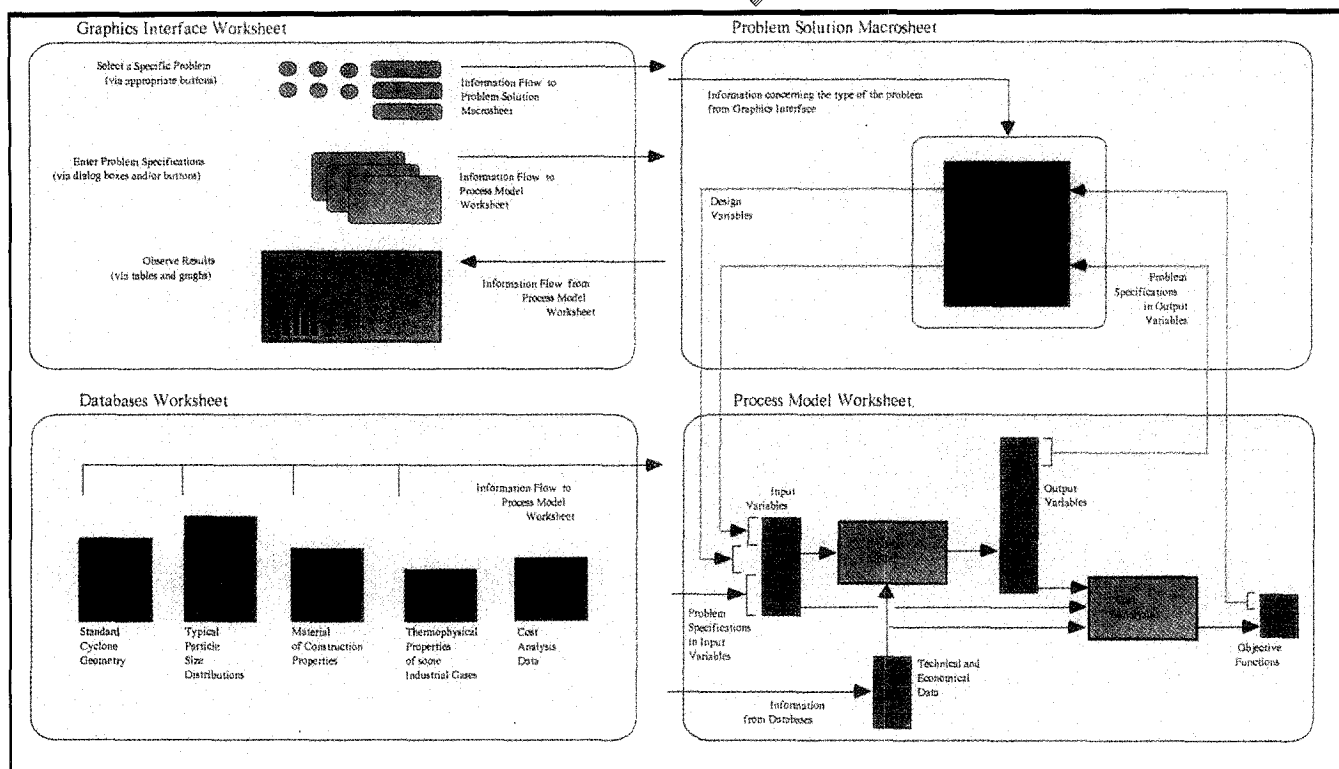 Graphics Interface Worksheet
Select a Specific Problem
(via appropriate buttons)
Information Flow to
Problem Solution
Macrosheet
Enter Problem Specifications
(via dialog boxes and/or buttons)
Information Flow to
Process Model
Worksheet
Observe Results
(via tables and graphs)
Information Flow from
Process Model
Worksheet
Problem Solution Macrosheet
Information concerning the type of the problem
from Graphics Interface
Design
Variables
Problem
Specifications
in Output
Variables
Databases Worksheet
Information Flow to
Process Model
Worksheet
Standard
Cyclone
Geometry
Typical
Particle
Size
Distributions
Material
of Construction
Properties
Thermophysical
Properties
of some
Industrial Gases
Cost
Analysis
Data
Process Model Worksheet
Input
Variables
Output
Variables
Problem
Specifications
in Input
Variables
Technical and
Economical
Data
Information
from Databases
Objective
Functions